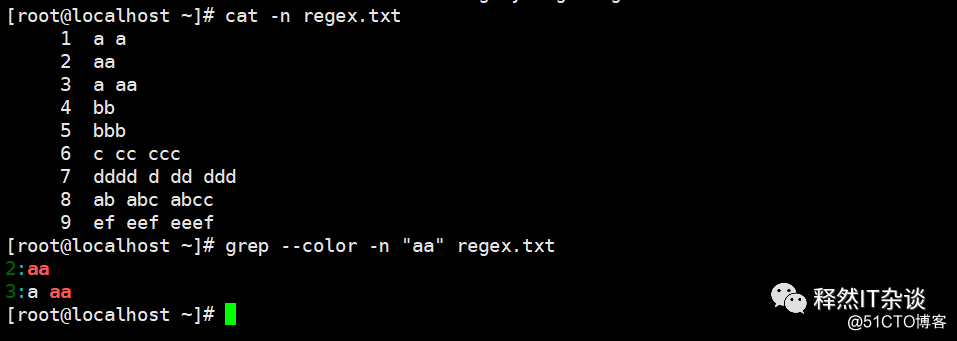 [root@localhost ~]# cat -n regex.txt
     1  a a
     2  aa
     3  a aa
     4  bb
     5  bbb
     6  c cc ccc
     7  dddd d dd ddd
     8  ab abc abcc
     9  ef eef eeef
[root@localhost ~]# grep --color -n "aa" regex.txt
2:aa
3:a aa
[root@localhost ~]#
释然IT杂谈
@51CTO博客